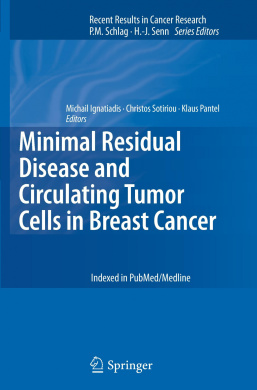 Recent Results in Cancer Research
P.M. Schlag · H.-J. Senn Series Editors
Michail Ignatiadis · Christos Sotiriou · Klaus Pantel
Editors
Minimal Residual
Disease and
Circulating Tumor
Cells in Breast Cancer
Indexed in PubMed/Medline
Springer